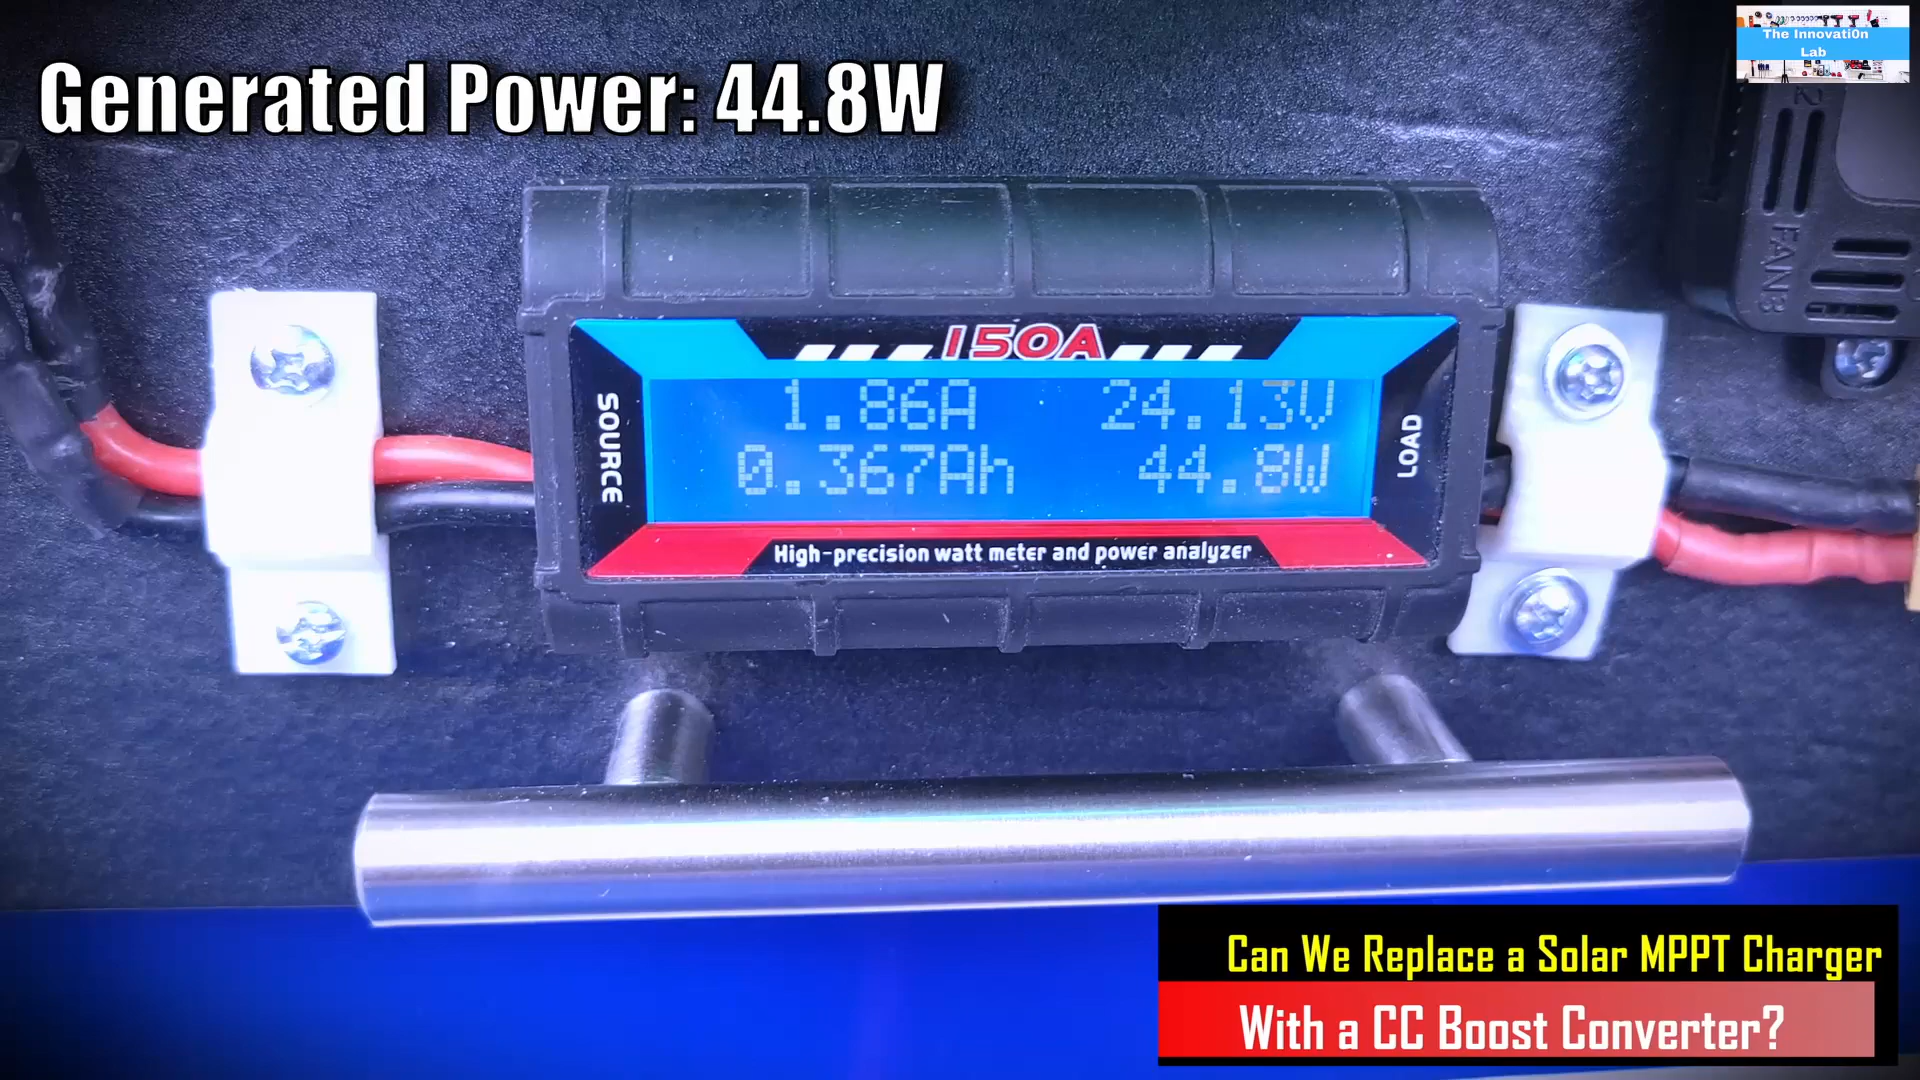 The Innovati0n
Lab
Generated Power: 44.8W
2
FAN3
150A
SOURCE
1.86A 24.13V
0.367Ah 44.8W
LOAD
High-precision watt meter and power analyzer
Can We Replace a Solar MPPT Charger
With a CC Boost Converter?